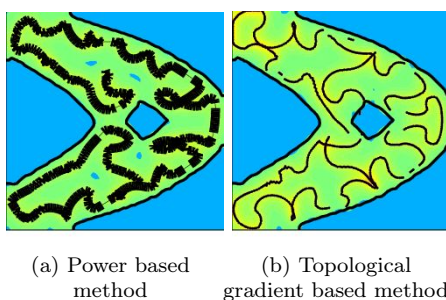 (a) Power based
method
(b) Topological
gradient based method